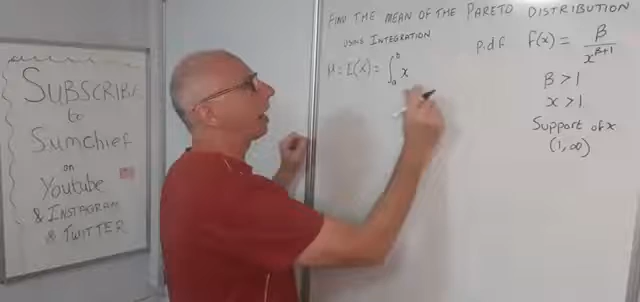 SUBSCRIBE
to
SumChief
on
Youtube
& INSTAGRAM
& TWITTER
FIND THE MEAN OF THE PARETO DISTRIBUTION
USING INTEGRATION
μ = E(X) = ∫ₐᵇ x
p.d.f f(x) = β / x^(β+1)
β > 1
x > 1
Support of x
(1, ∞)